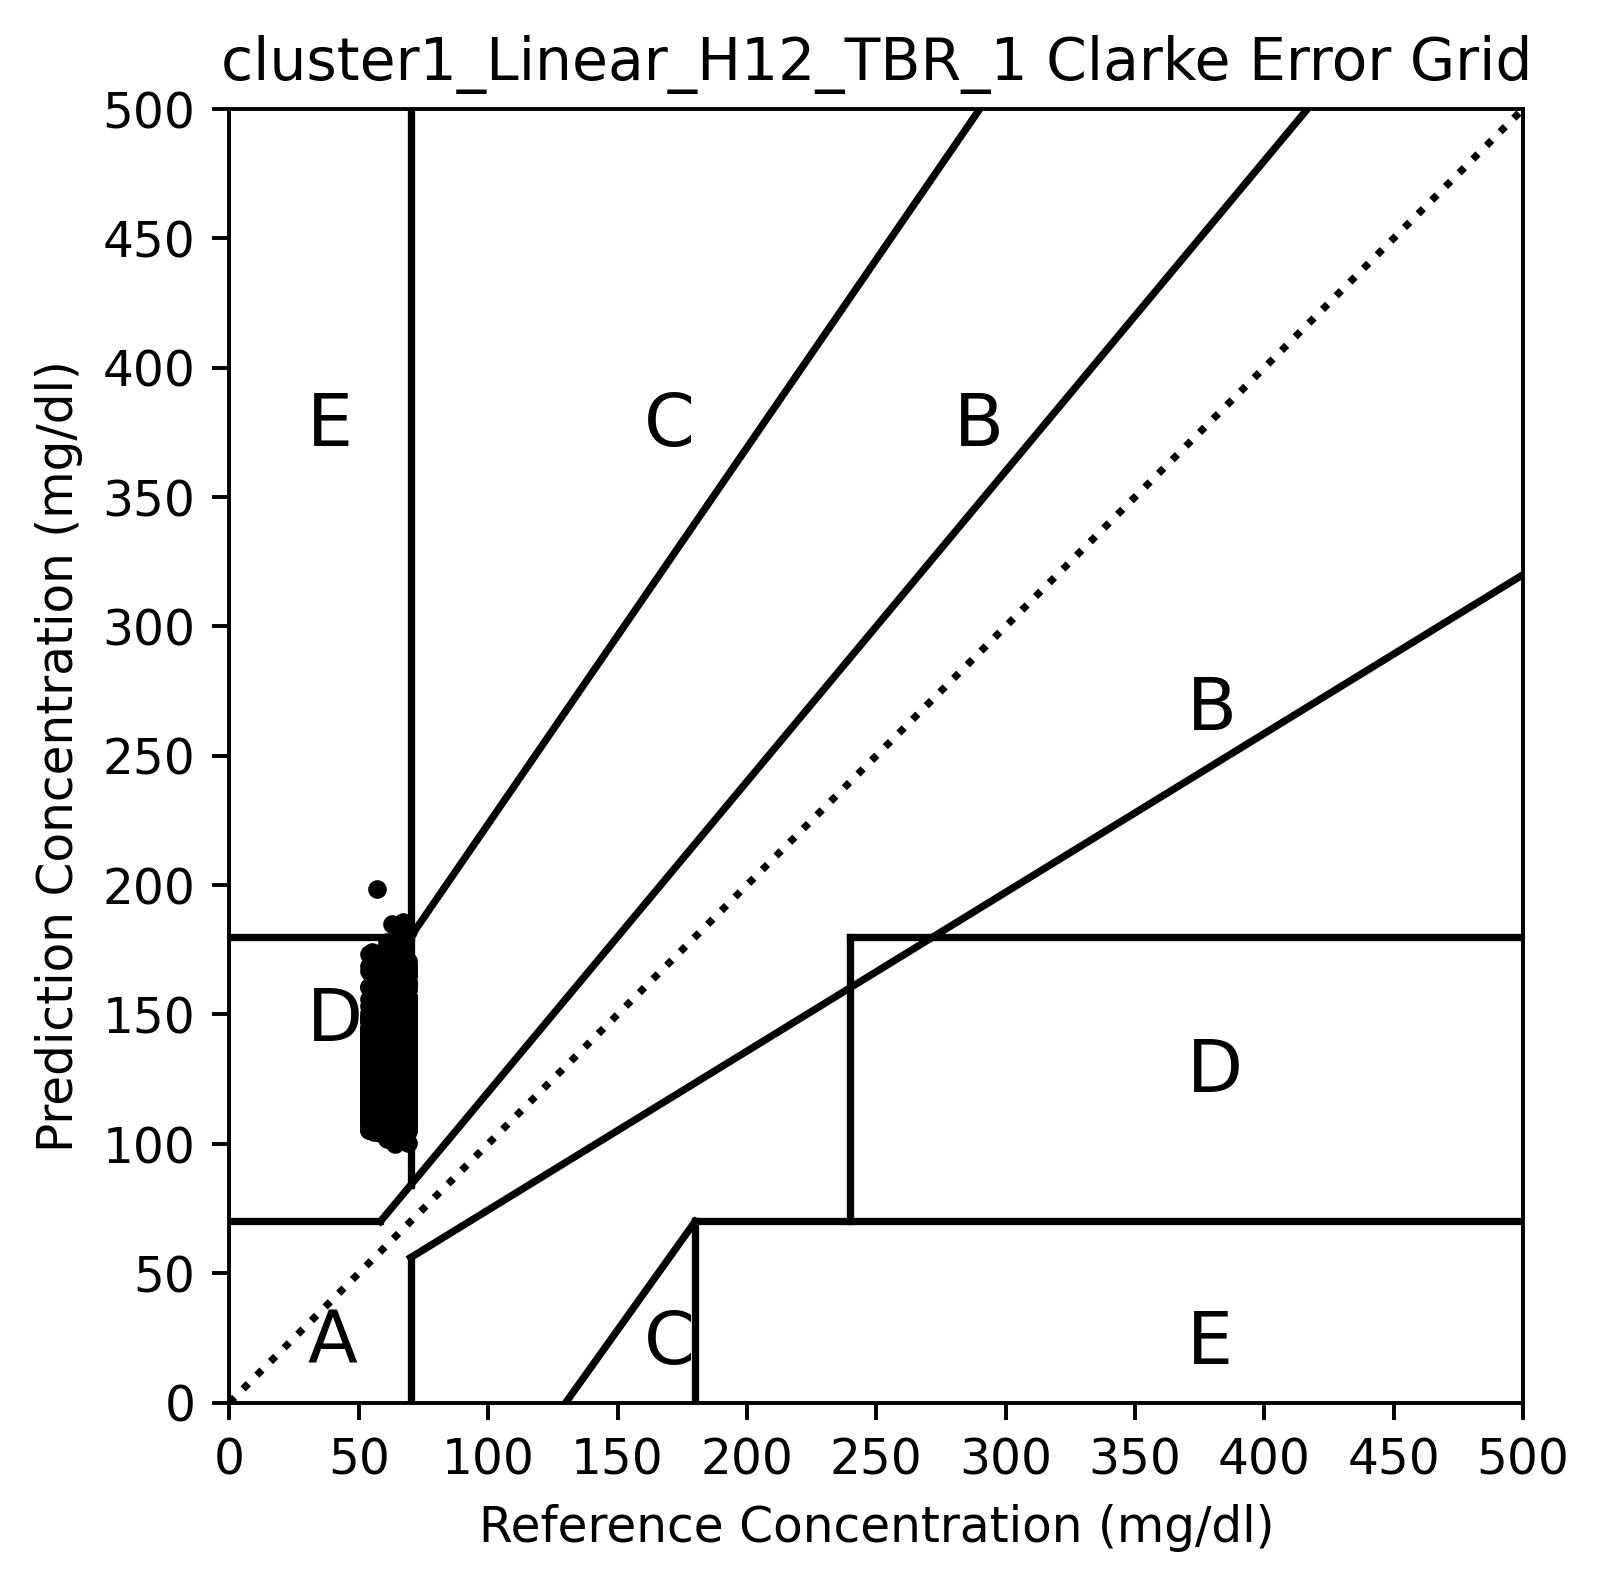 cluster1_Linear_H12_TBR_1 Clarke Error Grid
500
450
400
350
300
250
200
150
100
50
0
Prediction Concentration (mg/dl)
E
C
B
B
D
D
A
C
E
0 50 100 150 200 250 300 350 400 450 500
Reference Concentration (mg/dl)